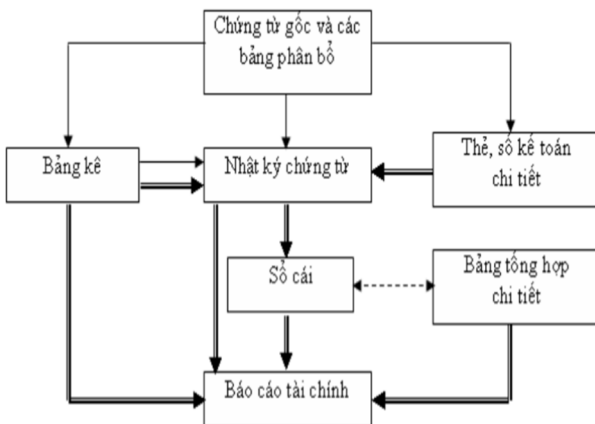 Chứng từ gốc và các
bảng phân bổ
Bảng kê
Nhật ký chứng từ
Thẻ, sổ kế toán
chi tiết
Sổ cái
Bảng tổng hợp
chi tiết
Báo cáo tài chính